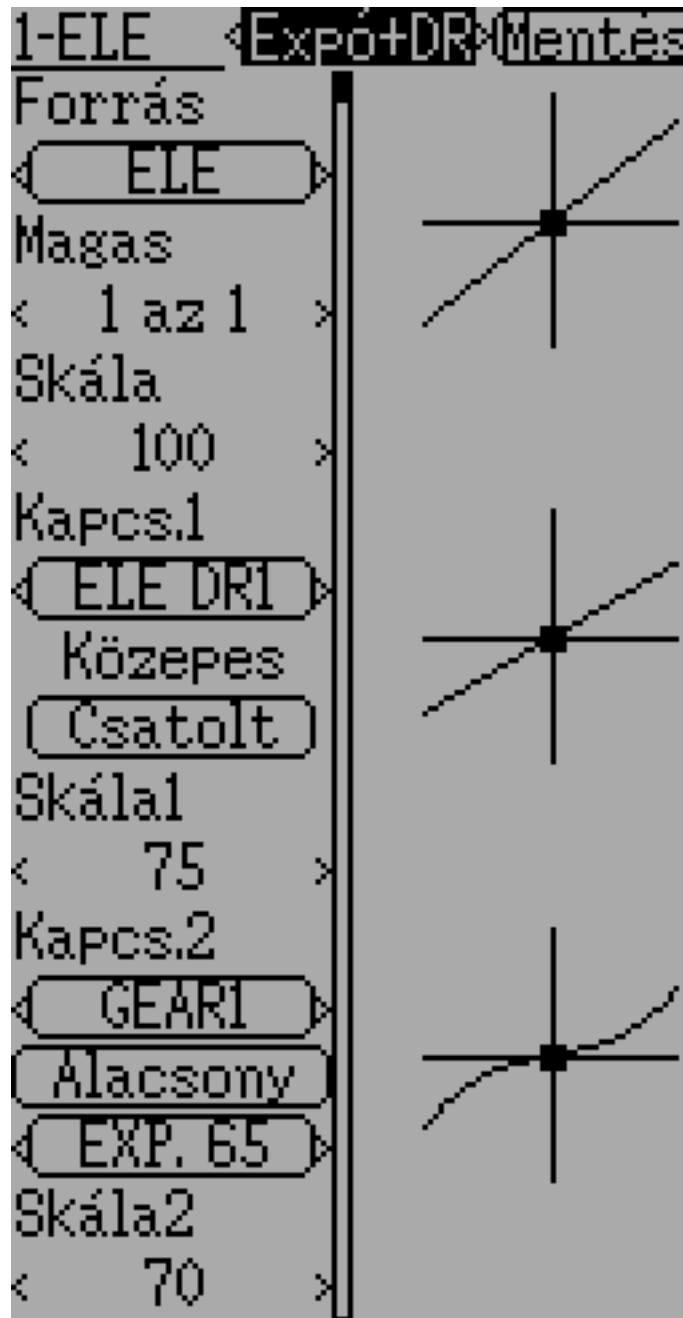 1-ELE Expó+DR Mentés
Forrás
ELE
Magas
< 1 az 1 >
Skála
< 100 >
Kapcs.1
ELE DR1
Közepes
Csatolt
Skála1
< 75 >
Kapcs.2
GEAR1
Alacsony
EXP. 65
Skála2
< 70 >